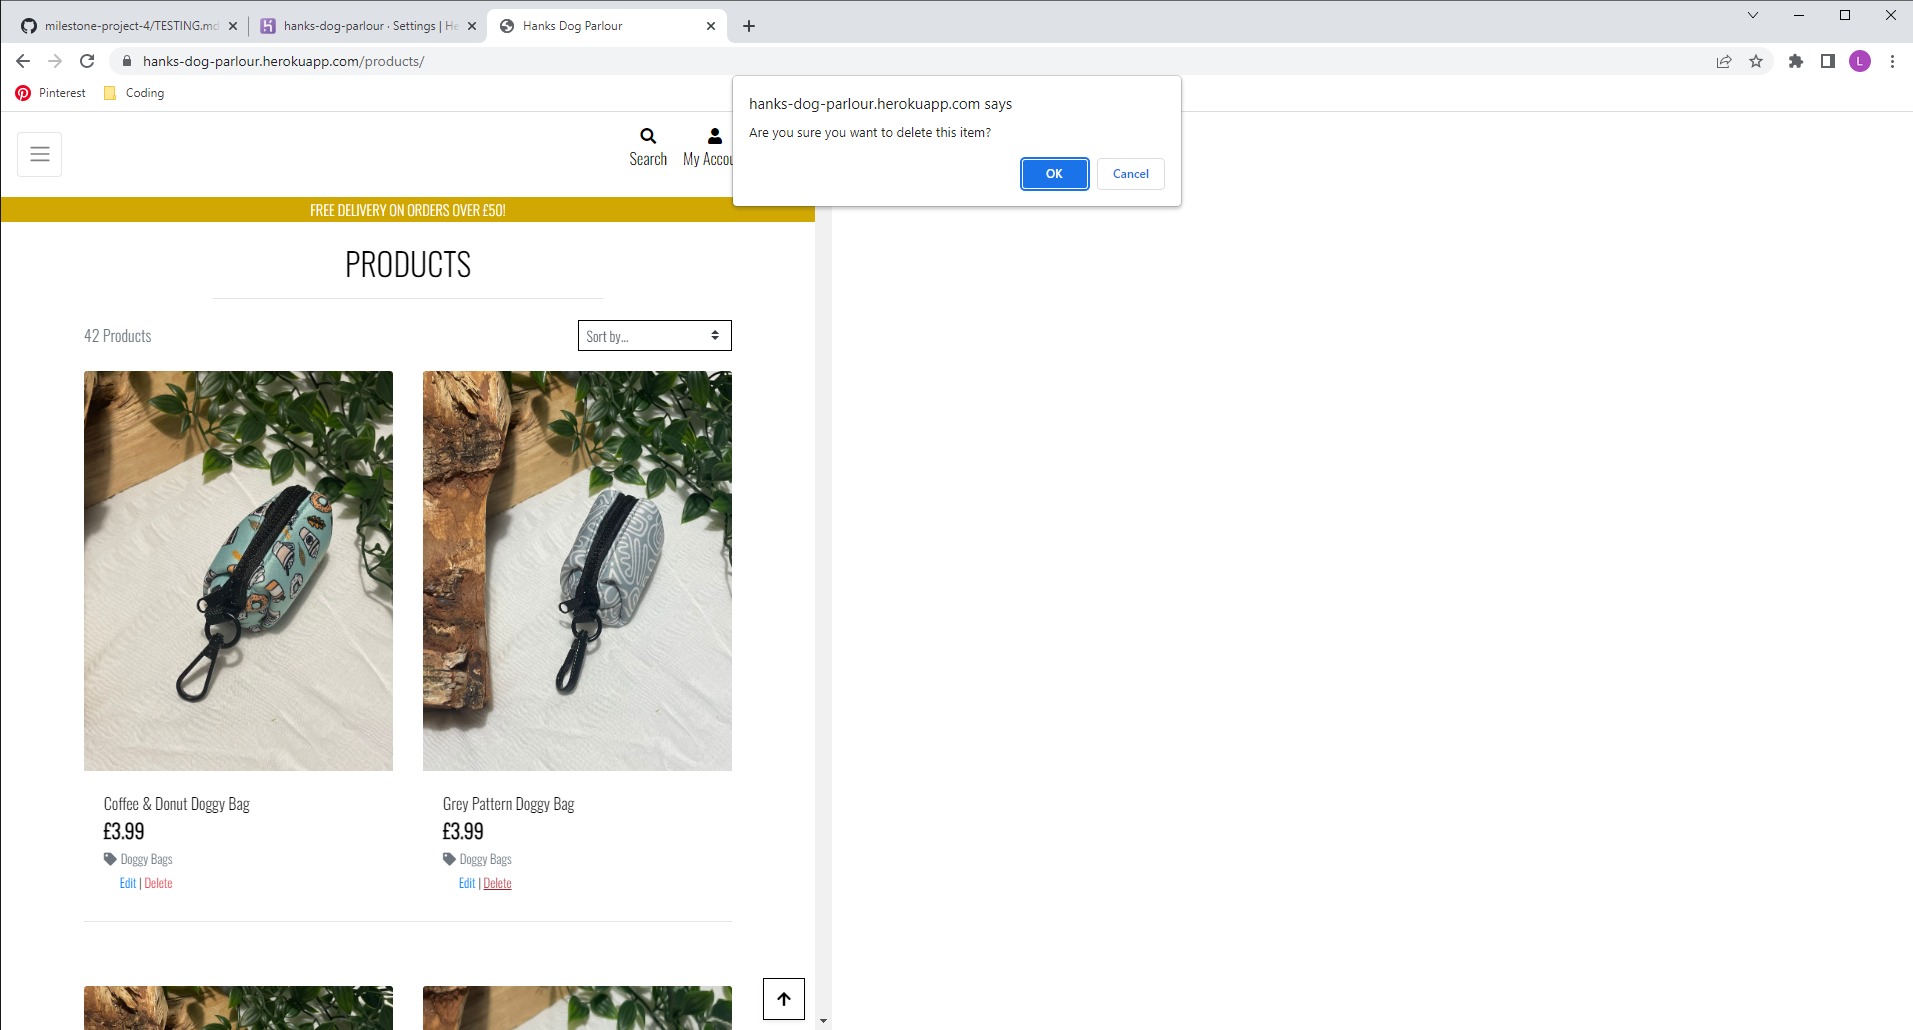 milestone-project-4/TESTING.md
hanks-dog-parlour · Settings | He
Hanks Dog Parlour
hanks-dog-parlour.herokuapp.com/products/
L
Pinterest
Coding
hanks-dog-parlour.herokuapp.com says
Are you sure you want to delete this item?
OK
Cancel
Search
My Accou
FREE DELIVERY ON ORDERS OVER £50!
PRODUCTS
42 Products
Sort by...
Coffee & Donut Doggy Bag
£3.99
Doggy Bags
Edit | Delete
Grey Pattern Doggy Bag
£3.99
Doggy Bags
Edit | Delete